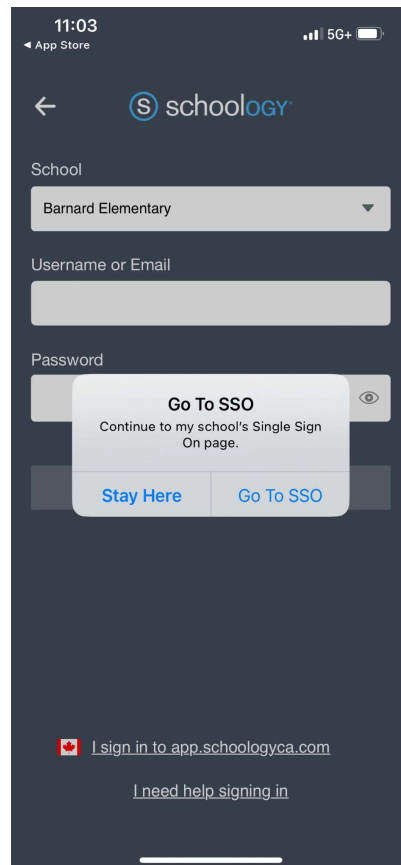 11:03
◀ App Store
5G+
S schoology
School
Barnard Elementary
Username or Email
Password
Go To SSO
Continue to my school's Single Sign
On page.
Stay Here
Go To SSO
I sign in to app.schoologyca.com
I need help signing in